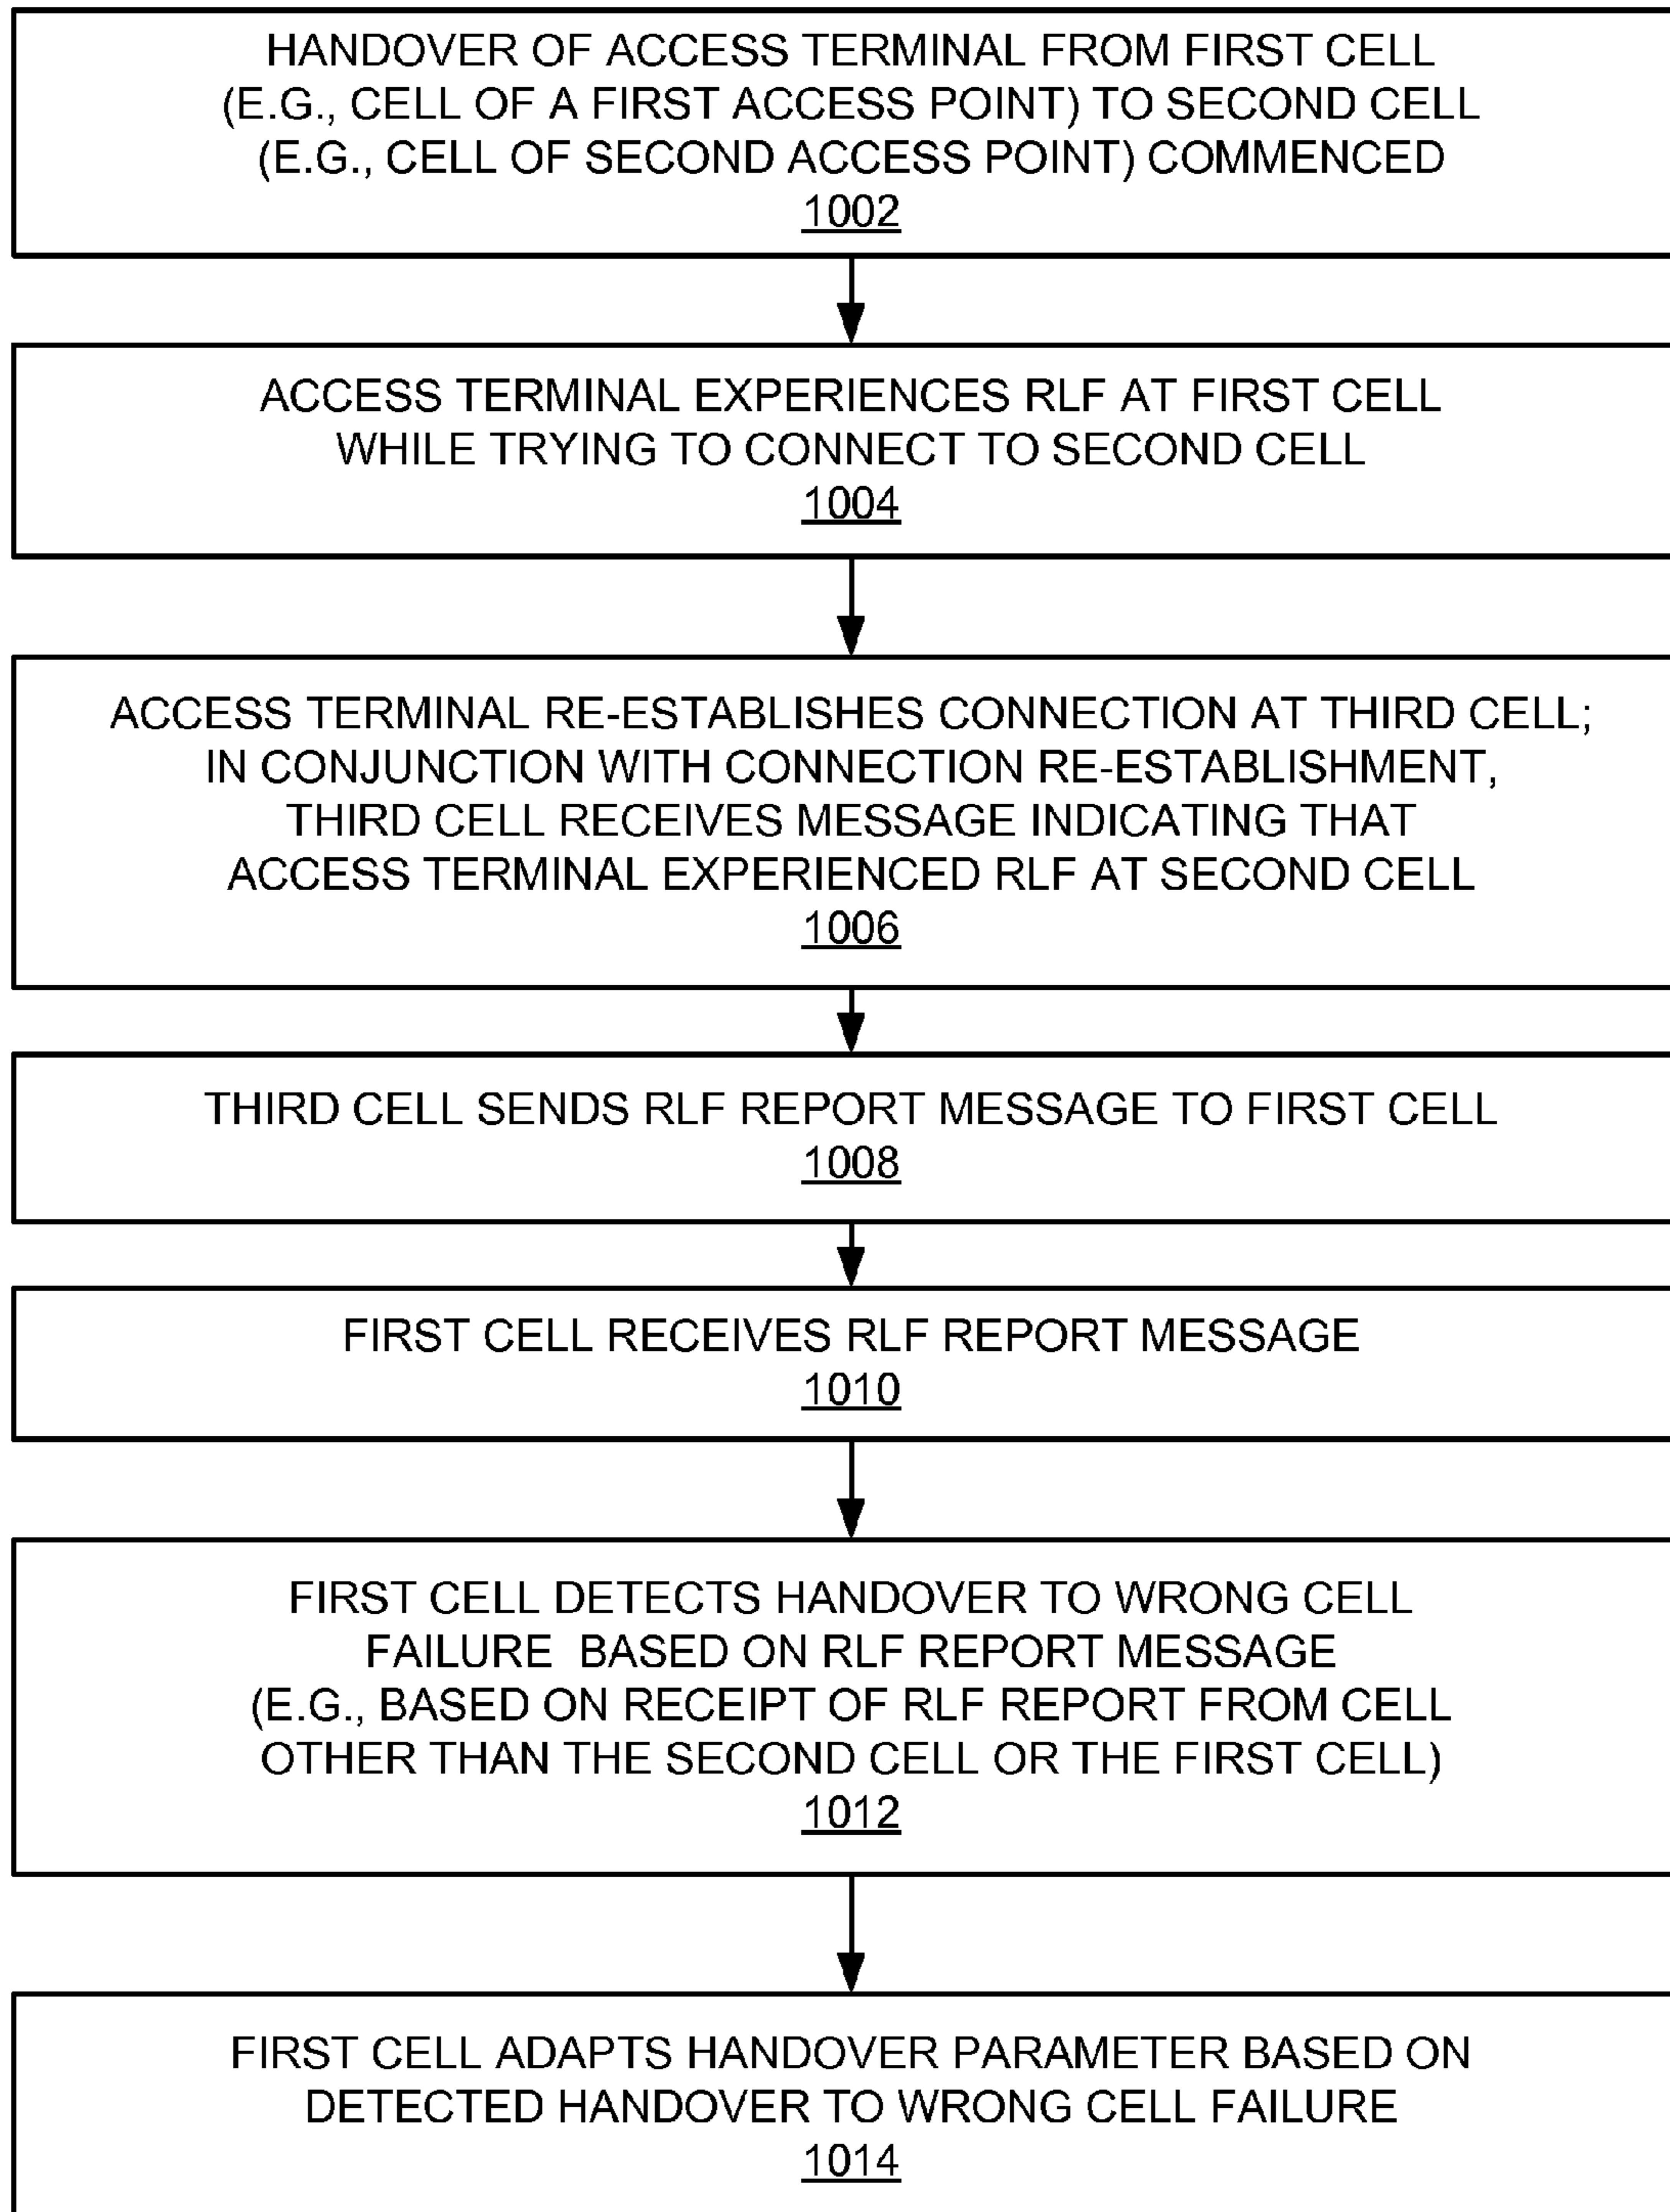 HANDOVER OF ACCESS TERMINAL FROM FIRST CELL
(E.G., CELL OF A FIRST ACCESS POINT) TO SECOND CELL
(E.G., CELL OF SECOND ACCESS POINT) COMMENCED
1002
ACCESS TERMINAL EXPERIENCES RLF AT FIRST CELL
WHILE TRYING TO CONNECT TO SECOND CELL
1004
ACCESS TERMINAL RE-ESTABLISHES CONNECTION AT THIRD CELL;
IN CONJUNCTION WITH CONNECTION RE-ESTABLISHMENT,
THIRD CELL RECEIVES MESSAGE INDICATING THAT
ACCESS TERMINAL EXPERIENCED RLF AT SECOND CELL
1006
THIRD CELL SENDS RLF REPORT MESSAGE TO FIRST CELL
1008
FIRST CELL RECEIVES RLF REPORT MESSAGE
1010
FIRST CELL DETECTS HANDOVER TO WRONG CELL
FAILURE BASED ON RLF REPORT MESSAGE
(E.G., BASED ON RECEIPT OF RLF REPORT FROM CELL
OTHER THAN THE SECOND CELL OR THE FIRST CELL)
1012
FIRST CELL ADAPTS HANDOVER PARAMETER BASED ON
DETECTED HANDOVER TO WRONG CELL FAILURE
1014